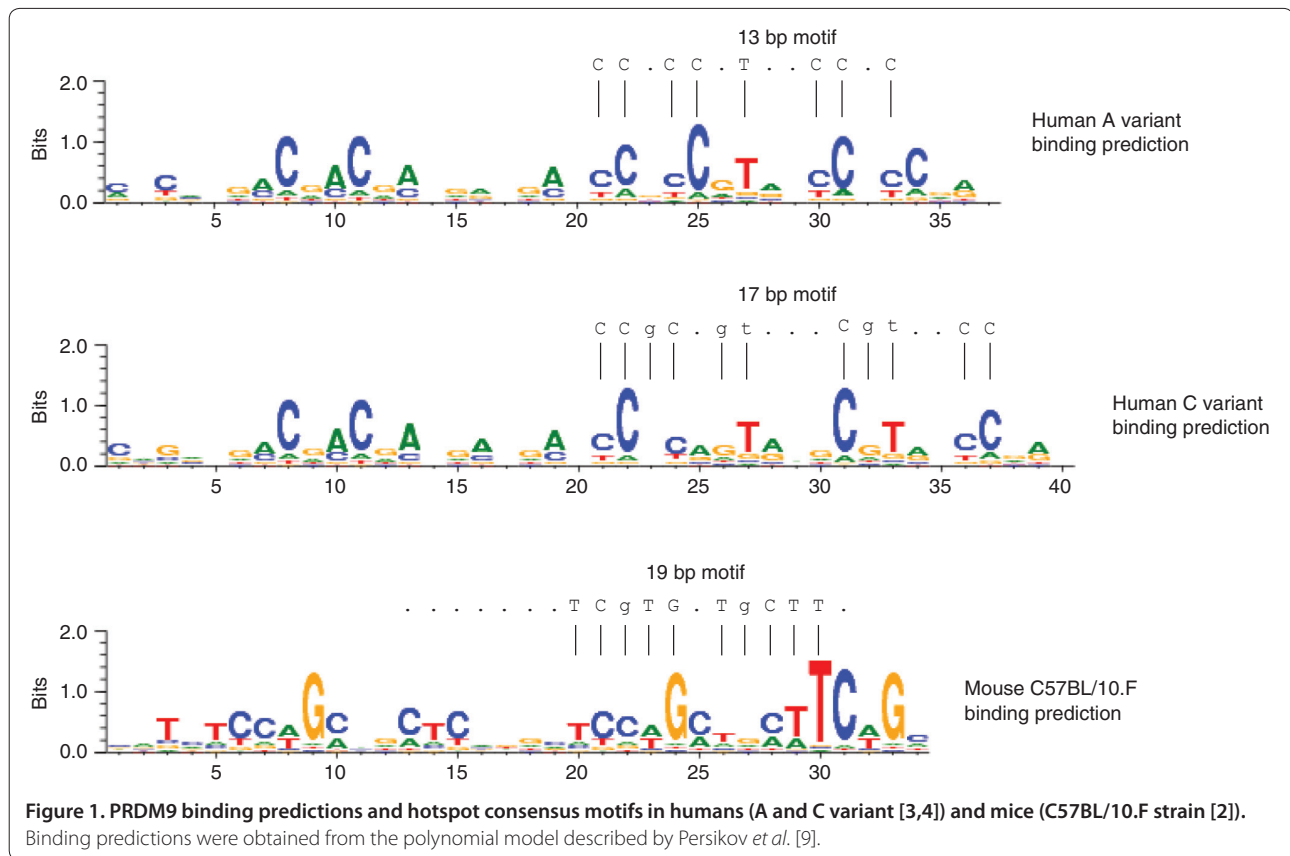 13 bp motif
C C . C C . T . . C C . C
2.0
1.0
0.0
Bits
5 10 15 20 25 30 35
Human A variant
binding prediction
17 bp motif
C C g C . g t . . . C g t . . C C
2.0
1.0
0.0
Bits
5 10 15 20 25 30 35 40
Human C variant
binding prediction
19 bp motif
. . . . . . . T C g T G . T g C T T .
2.0
1.0
0.0
Bits
5 10 15 20 25 30
Mouse C57BL/10.F
binding prediction
Figure 1. PRDM9 binding predictions and hotspot consensus motifs in humans (A and C variant [3,4]) and mice (C57BL/10.F strain [2]).
Binding predictions were obtained from the polynomial model described by Persikov et al. [9].